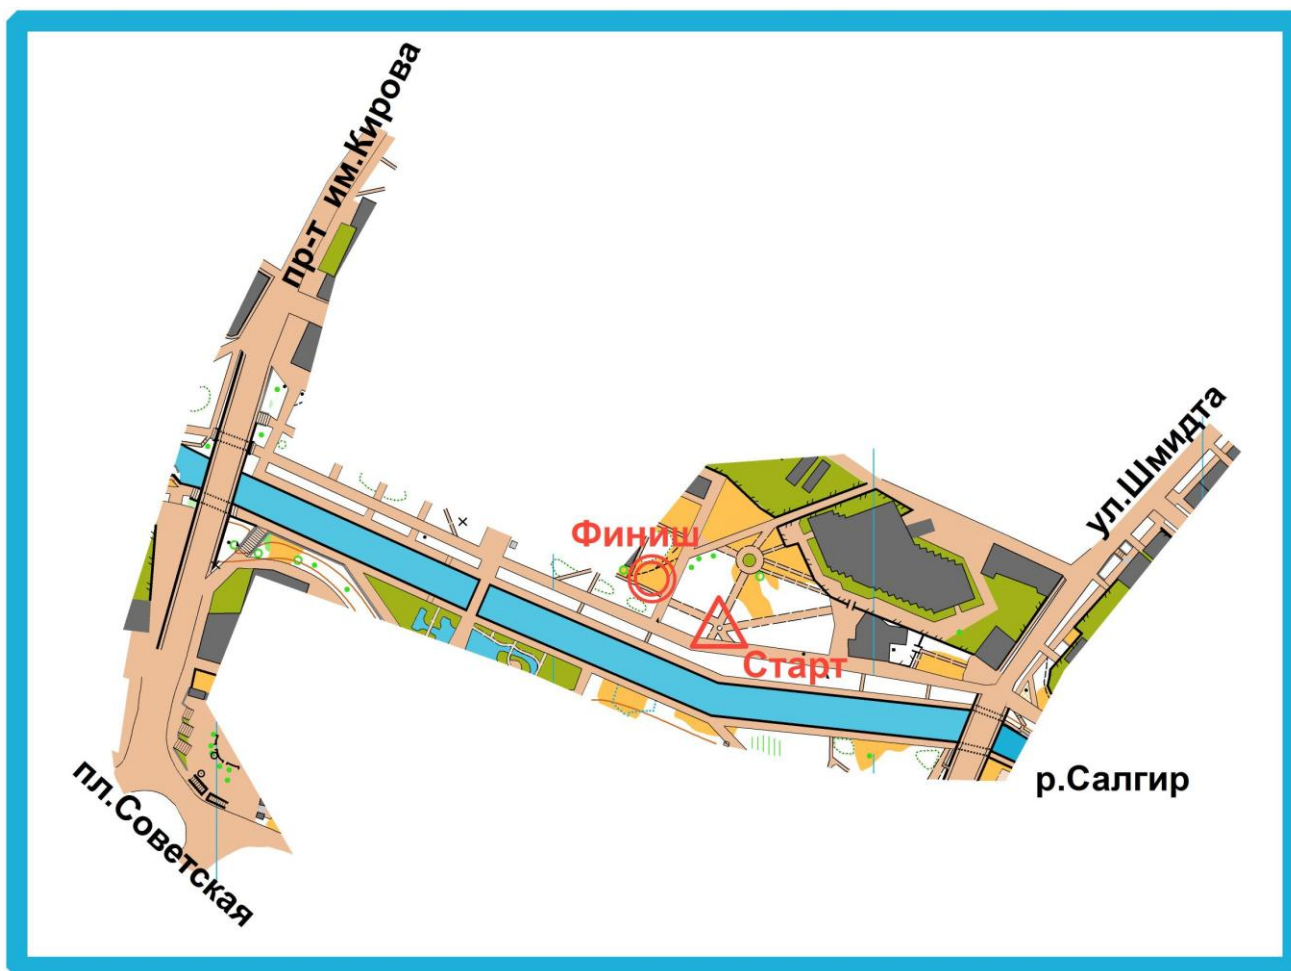 пр-т им.Кирова
ул.Шмидта
Финиш
Старт
р.Салгир
пл.Советская